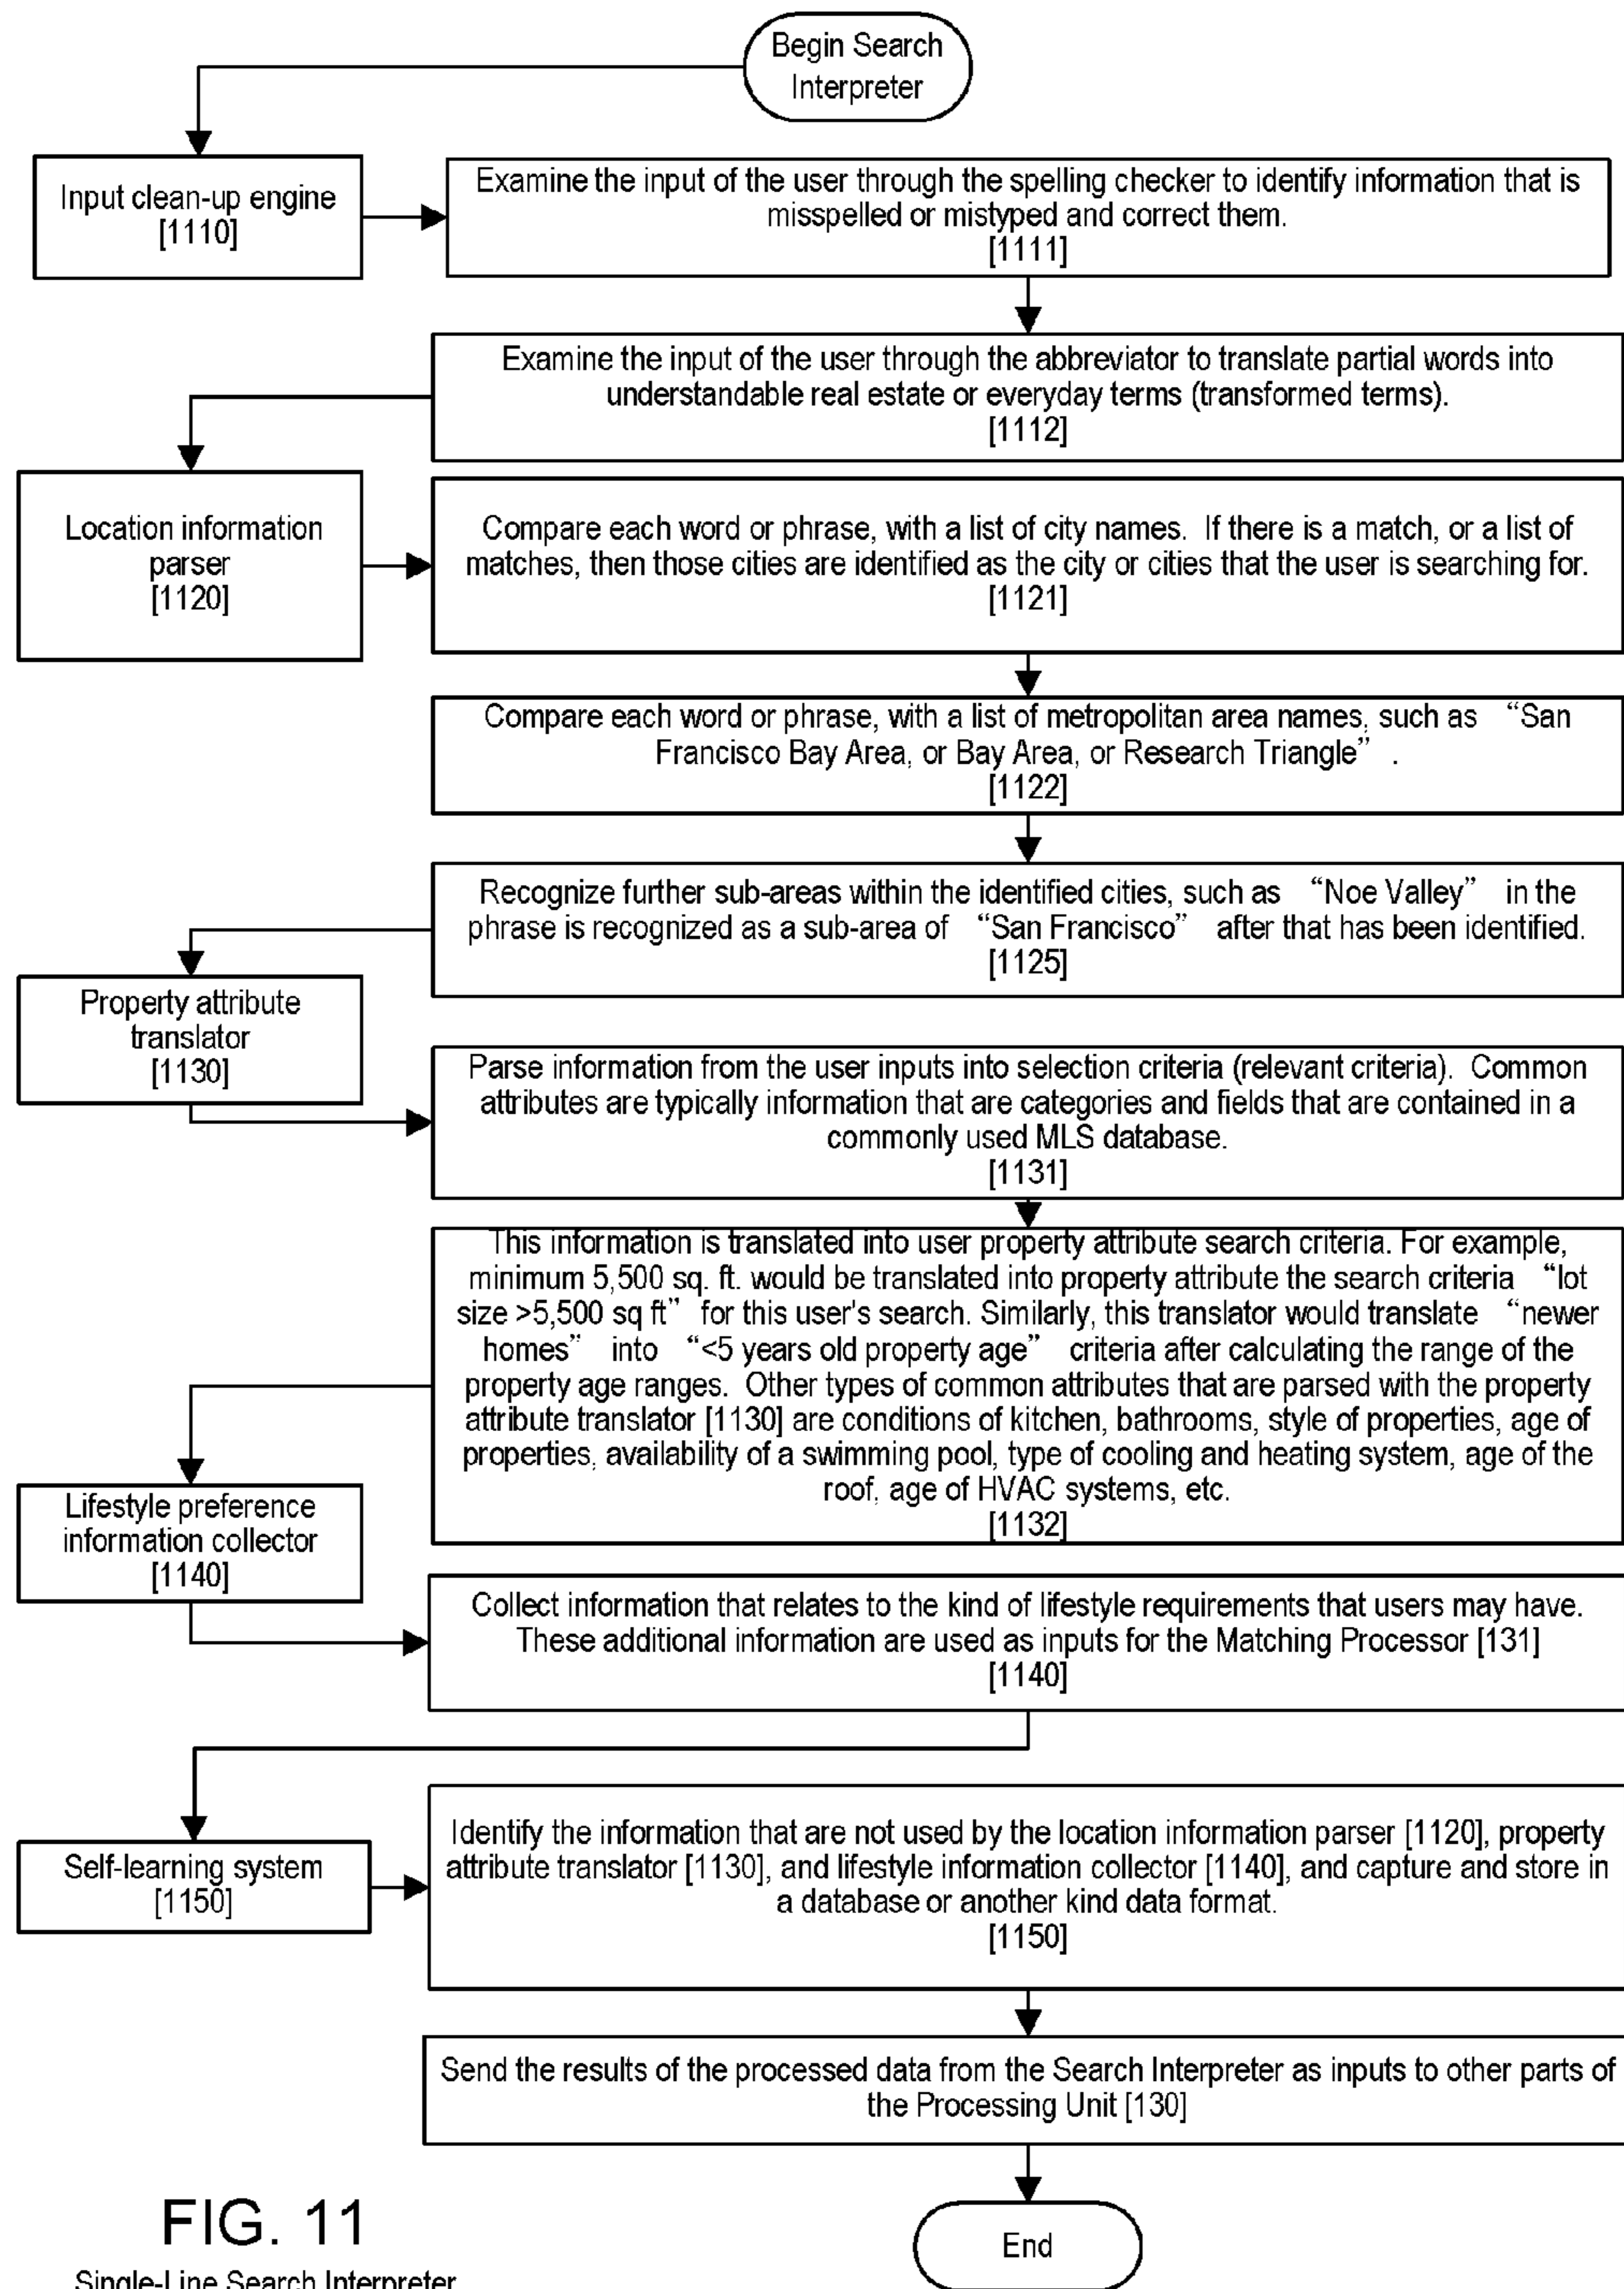 Begin Search
Interpreter
Input clean-up engine
[1110]
Examine the input of the user through the spelling checker to identify information that is
misspelled or mistyped and correct them.
[1111]
Examine the input of the user through the abbreviator to translate partial words into
understandable real estate or everyday terms (transformed terms).
[1112]
Location information
parser
[1120]
Compare each word or phrase, with a list of city names. If there is a match, or a list of
matches, then those cities are identified as the city or cities that the user is searching for.
[1121]
Compare each word or phrase, with a list of metropolitan area names, such as “San
Francisco Bay Area, or Bay Area, or Research Triangle” .
[1122]
Recognize further sub-areas within the identified cities, such as “Noe Valley” in the
phrase is recognized as a sub-area of “San Francisco” after that has been identified.
[1125]
Property attribute
translator
[1130]
Parse information from the user inputs into selection criteria (relevant criteria). Common
attributes are typically information that are categories and fields that are contained in a
commonly used MLS database.
[1131]
This information is translated into user property attribute search criteria. For example,
minimum 5,500 sq. ft. would be translated into property attribute the search criteria “lot
size >5,500 sq ft” for this user's search. Similarly, this translator would translate “newer
homes” into “<5 years old property age” criteria after calculating the range of the
property age ranges. Other types of common attributes that are parsed with the property
attribute translator [1130] are conditions of kitchen, bathrooms, style of properties, age of
properties, availability of a swimming pool, type of cooling and heating system, age of the
roof, age of HVAC systems, etc.
[1132]
Lifestyle preference
information collector
[1140]
Collect information that relates to the kind of lifestyle requirements that users may have.
These additional information are used as inputs for the Matching Processor [131]
[1140]
Self-learning system
[1150]
Identify the information that are not used by the location information parser [1120], property
attribute translator [1130], and lifestyle information collector [1140], and capture and store in
a database or another kind data format.
[1150]
Send the results of the processed data from the Search Interpreter as inputs to other parts of
the Processing Unit [130]
End
FIG. 11
Single-Line Search Interpreter